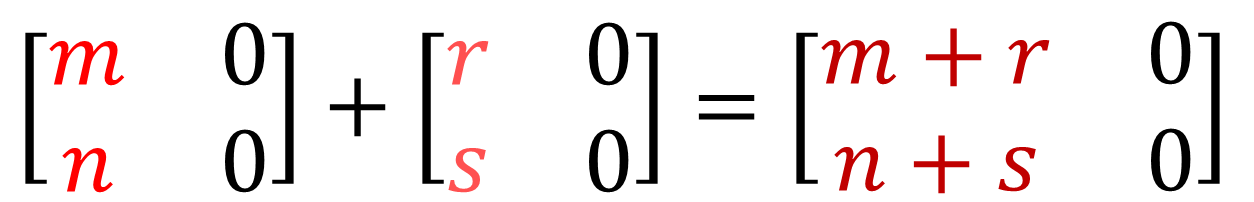 [m 0] + [r 0] = [m + r 0]
[n 0] [s 0] [n + s 0]